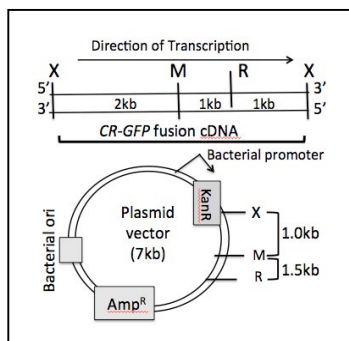 Direction of Transcription
X M R X
5’ 3’
3’ 2kb 1kb 1kb 5’
CR-GFP fusion cDNA
Bacterial promoter
KanR
Plasmid
vector
(7kb)
Bacterial ori
X
1.0kb
M
1.5kb
R
AmpR